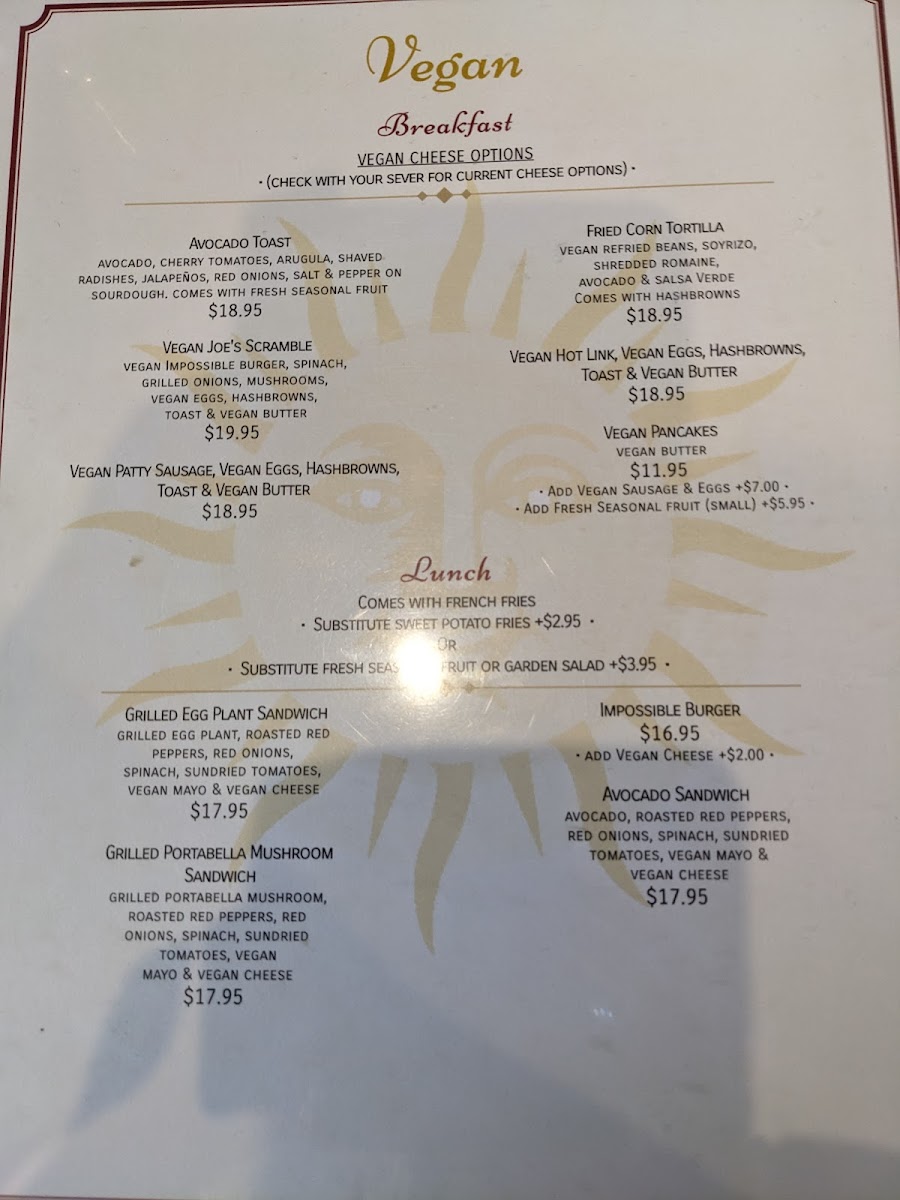 Vegan
Breakfast
VEGAN CHEESE OPTIONS
• (CHECK WITH YOUR SEVER FOR CURRENT CHEESE OPTIONS) •
AVOCADO TOAST
AVOCADO, CHERRY TOMATOES, ARUGULA, SHAVED
RADISHES, JALAPEÑOS, RED ONIONS, SALT & PEPPER ON
SOURDOUGH. COMES WITH FRESH SEASONAL FRUIT
$18.95
VEGAN JOE'S SCRAMBLE
VEGAN IMPOSSIBLE BURGER, SPINACH,
GRILLED ONIONS, MUSHROOMS,
VEGAN EGGS, HASHBROWNS,
TOAST & VEGAN BUTTER
$19.95
VEGAN PATTY SAUSAGE, VEGAN EGGS, HASHBROWNS,
TOAST & VEGAN BUTTER
$18.95
FRIED CORN TORTILLA
VEGAN REFRIED BEANS, SOYRIZO,
SHREDDED ROMAINE,
AVOCADO & SALSA VERDE
COMES WITH HASHBROWNS
$18.95
VEGAN HOT LINK, VEGAN EGGS, HASHBROWNS,
TOAST & VEGAN BUTTER
$18.95
VEGAN PANCAKES
VEGAN BUTTER
$11.95
• ADD VEGAN SAUSAGE & EGGS +$7.00 •
• ADD FRESH SEASONAL FRUIT (SMALL) +$5.95 •
Lunch
COMES WITH FRENCH FRIES
• SUBSTITUTE SWEET POTATO FRIES +$2.95 •
OR
• SUBSTITUTE FRESH FRUIT OR GARDEN SALAD +$3.95 •
GRILLED EGG PLANT SANDWICH
GRILLED EGG PLANT, ROASTED RED
PEPPERS, RED ONIONS,
SPINACH, SUNDRIED TOMATOES,
VEGAN MAYO & VEGAN CHEESE
$17.95
GRILLED PORTABELLA MUSHROOM
SANDWICH
GRILLED PORTABELLA MUSHROOM,
ROASTED RED PEPPERS, RED
ONIONS, SPINACH, SUNDRIED
TOMATOES, VEGAN
MAYO & VEGAN CHEESE
$17.95
IMPOSSIBLE BURGER
$16.95
• ADD VEGAN CHEESE +$2.00 •
AVOCADO SANDWICH
AVOCADO, ROASTED RED PEPPERS,
RED ONIONS, SPINACH, SUNDRIED
TOMATOES, VEGAN MAYO &
VEGAN CHEESE
$17.95